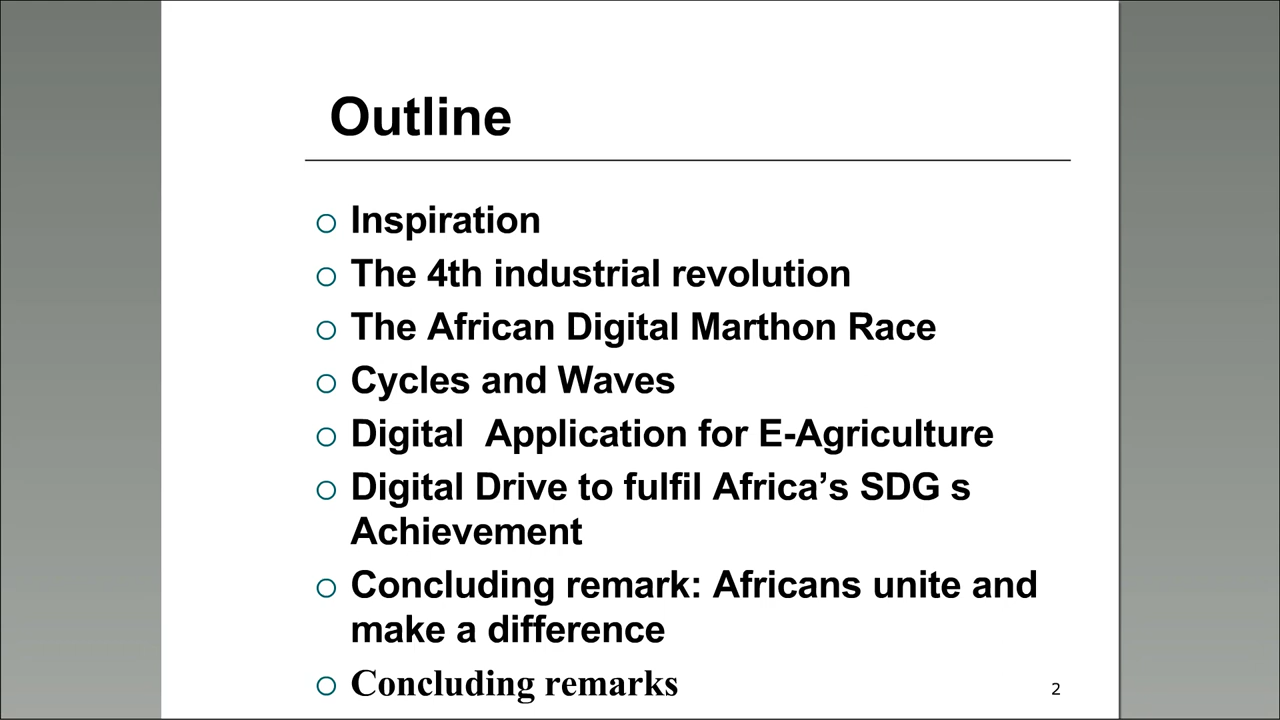 Outline
Inspiration
The 4th industrial revolution
The African Digital Marthon Race
Cycles and Waves
Digital  Application for E-Agriculture
Digital Drive to fulfil Africa’s SDG s
Achievement
Concluding remark: Africans unite and
make a difference
Concluding remarks
2